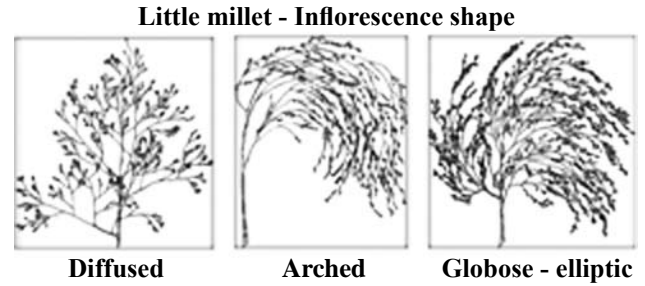 Little millet - Inflorescence shape
Diffused
Arched
Globose - elliptic